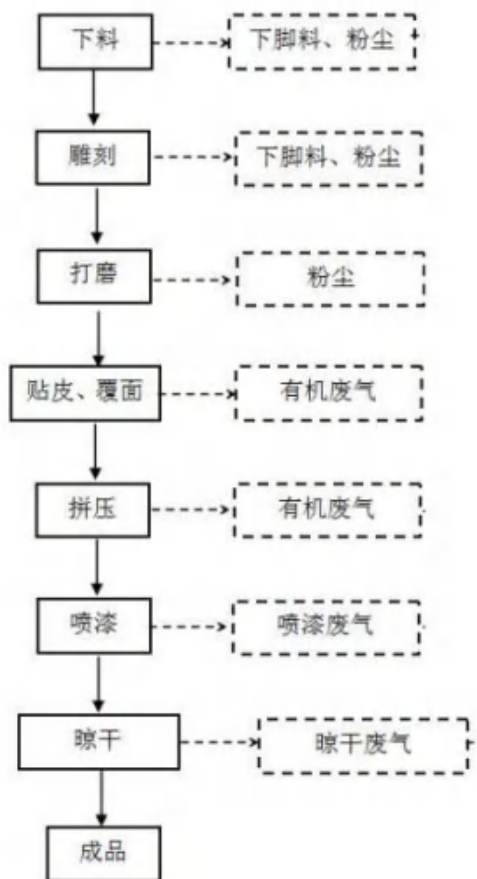 下料 下脚料、粉尘
雕刻 下脚料、粉尘
打磨 粉尘
贴皮、覆面 有机废气
拼压 有机废气
喷漆 喷漆废气
晾干 晾干废气
成品